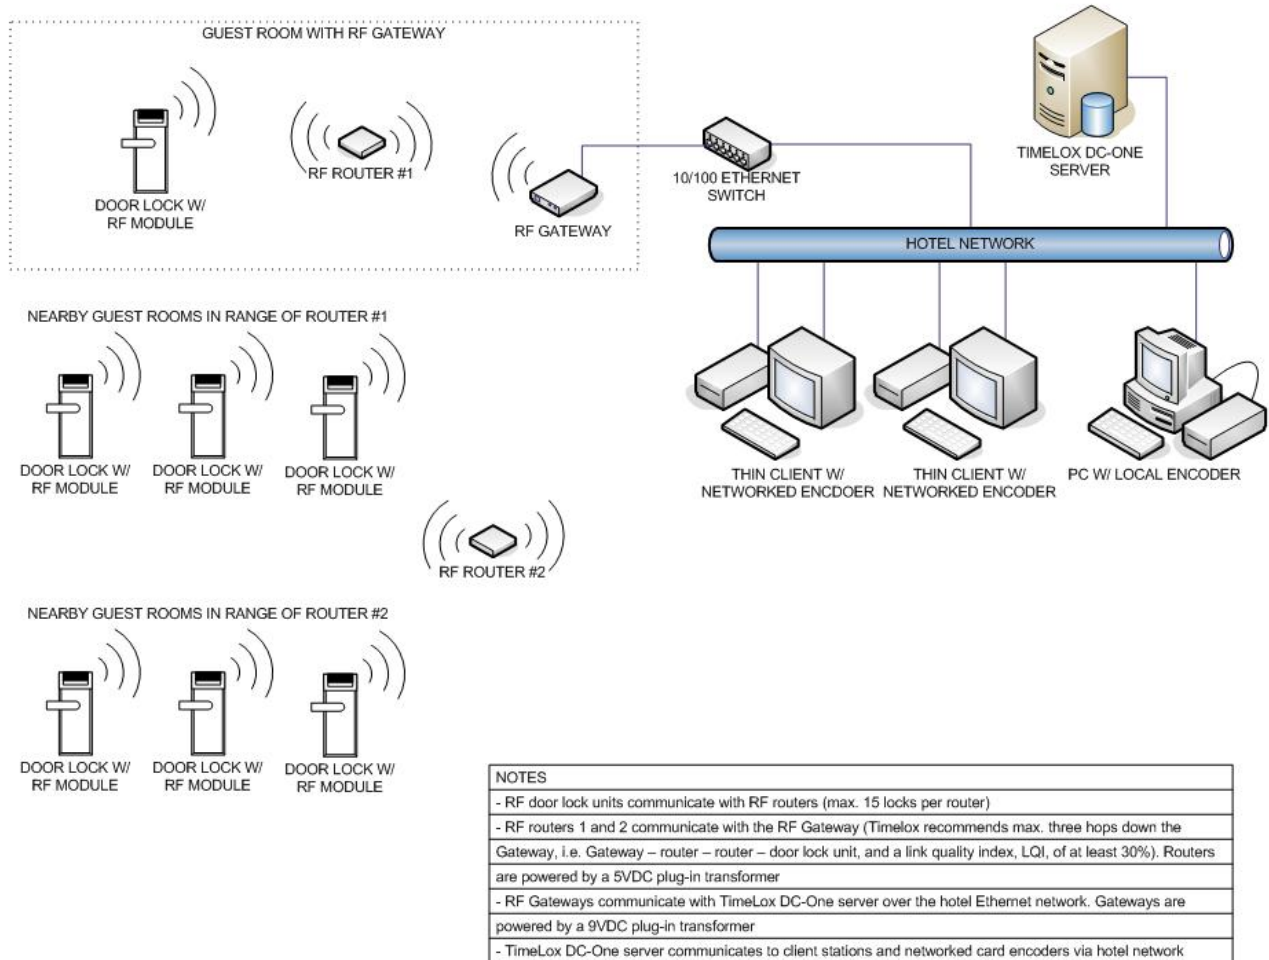 GUEST ROOM WITH RF GATEWAY
DOOR LOCK W/
RF MODULE
RF ROUTER #1
RF GATEWAY
10/100 ETHERNET
SWITCH
TIMELOX DC-ONE
SERVER
HOTEL NETWORK
NEARBY GUEST ROOMS IN RANGE OF ROUTER #1
DOOR LOCK W/
RF MODULE
DOOR LOCK W/
RF MODULE
DOOR LOCK W/
RF MODULE
THIN CLIENT W/
NETWORKED ENCDOER
THIN CLIENT W/
NETWORKED ENCODER
PC W/ LOCAL ENCODER
RF ROUTER #2
NEARBY GUEST ROOMS IN RANGE OF ROUTER #2
DOOR LOCK W/
RF MODULE
DOOR LOCK W/
RF MODULE
DOOR LOCK W/
RF MODULE
NOTES
- RF door lock units communicate with RF routers (max. 15 locks per router)
- RF routers 1 and 2 communicate with the RF Gateway (Timelox recommends max. three hops down the
Gateway, i.e. Gateway – router – router – door lock unit, and a link quality index, LQI, of at least 30%). Routers
are powered by a 5VDC plug-in transformer
- RF Gateways communicate with TimeLox DC-One server over the hotel Ethernet network. Gateways are
powered by a 9VDC plug-in transformer
- TimeLox DC-One server communicates to client stations and networked card encoders via hotel network